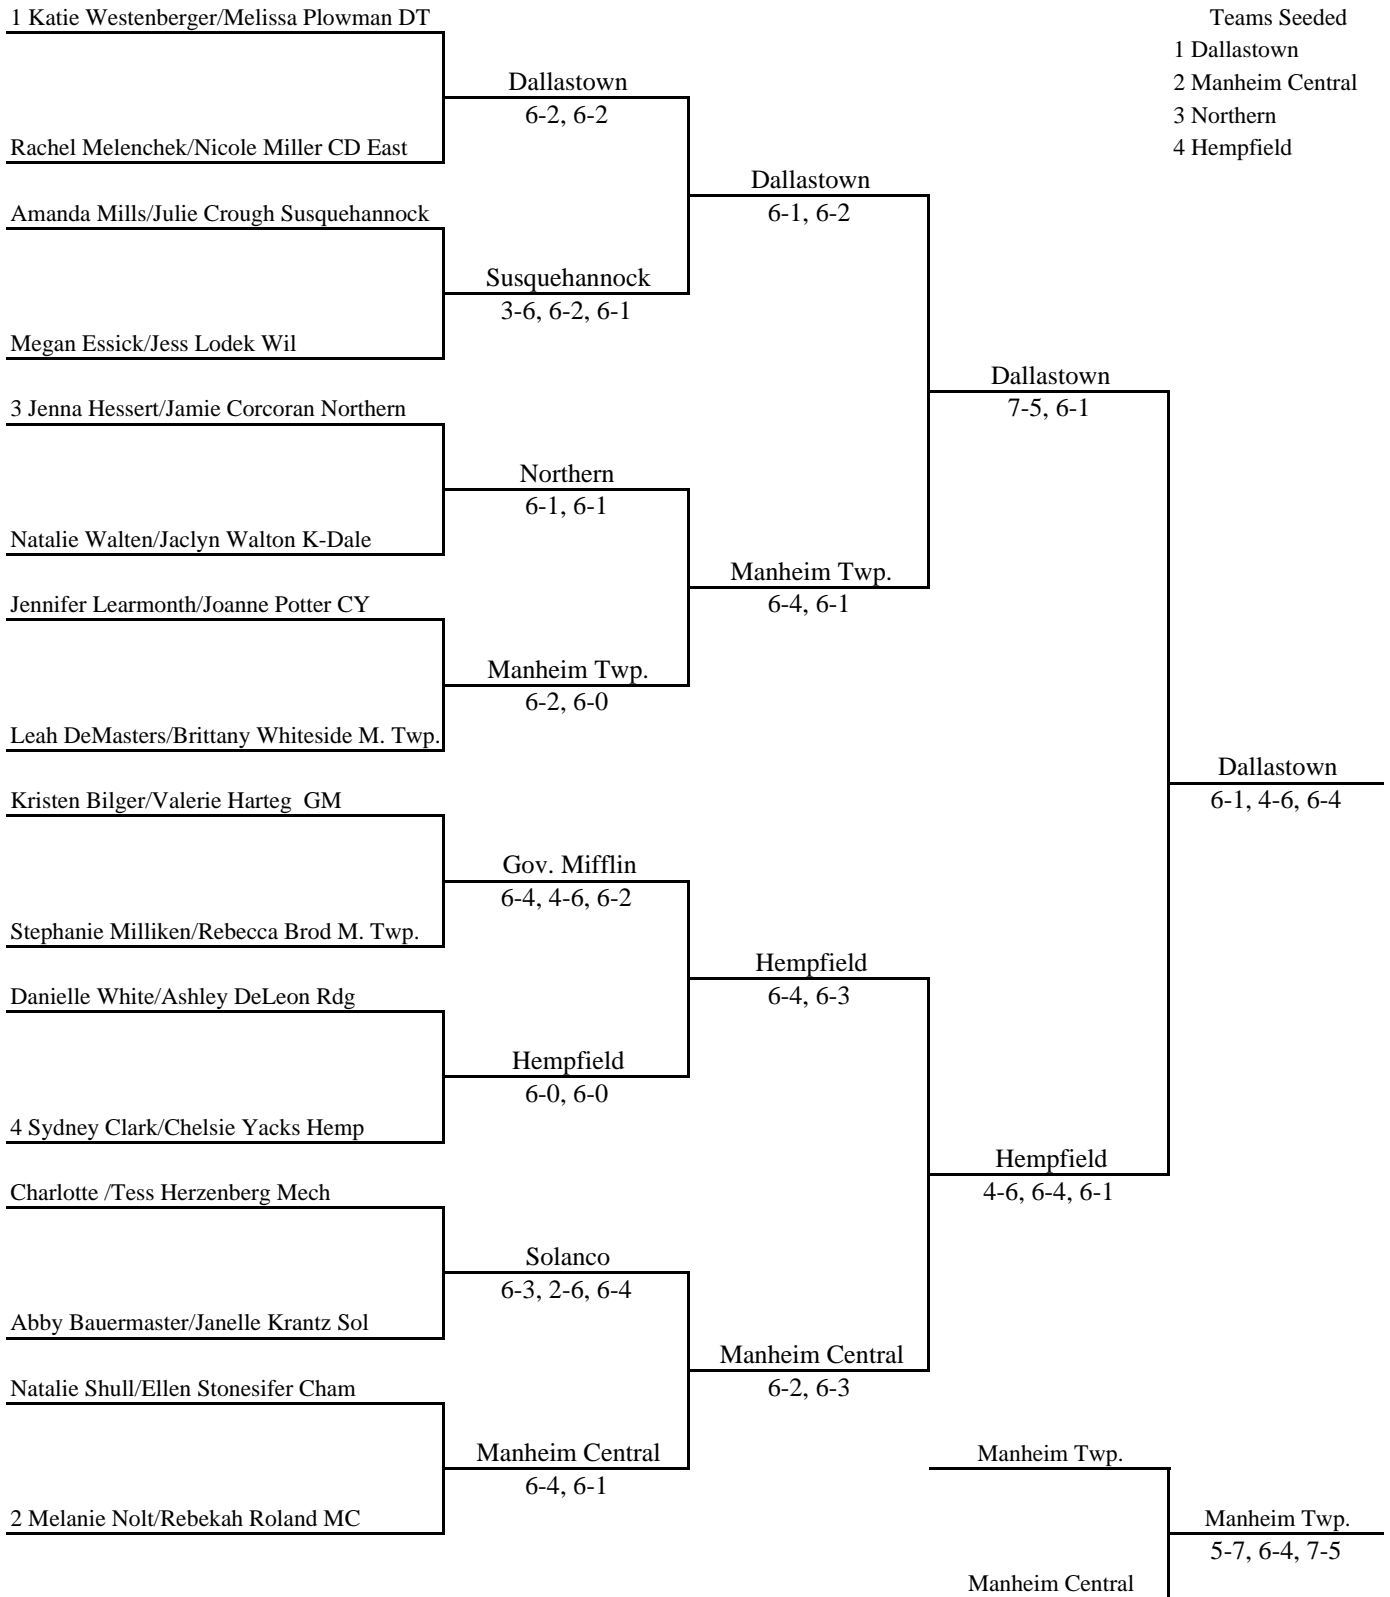 1 Katie Westenberger/Melissa Plowman DT
Teams Seeded
1 Dallastown
Dallastown
2 Manheim Central
6-2, 6-2
3 Northern
Rachel Melenchek/Nicole Miller CD East
4 Hempfield
Dallastown
Amanda Mills/Julie Crough Susquehannock
6-1, 6-2
Susquehannock
3-6, 6-2, 6-1
Megan Essick/Jess Lodek Wil
Dallastown
3 Jenna Hessert/Jamie Corcoran Northern
7-5, 6-1
Northern
6-1, 6-1
Natalie Walten/Jaclyn Walton K-Dale
Manheim Twp.
Jennifer Learmonth/Joanne Potter CY
6-4, 6-1
Manheim Twp.
6-2, 6-0
Leah DeMasters/Brittany Whiteside M. Twp.
Dallastown
Kristen Bilger/Valerie Harteg  GM
6-1, 4-6, 6-4
Gov. Mifflin
6-4, 4-6, 6-2
Stephanie Milliken/Rebecca Brod M. Twp.
Hempfield
Danielle White/Ashley DeLeon Rdg
6-4, 6-3
Hempfield
6-0, 6-0
4 Sydney Clark/Chelsie Yacks Hemp
Hempfield
Charlotte /Tess Herzenberg Mech
4-6, 6-4, 6-1
Solanco
6-3, 2-6, 6-4
Abby Bauermaster/Janelle Krantz Sol
Manheim Central
Natalie Shull/Ellen Stonesifer Cham
6-2, 6-3
Manheim Central
Manheim Twp.
6-4, 6-1
2 Melanie Nolt/Rebekah Roland MC
Manheim Twp.
5-7, 6-4, 7-5
Manheim Central